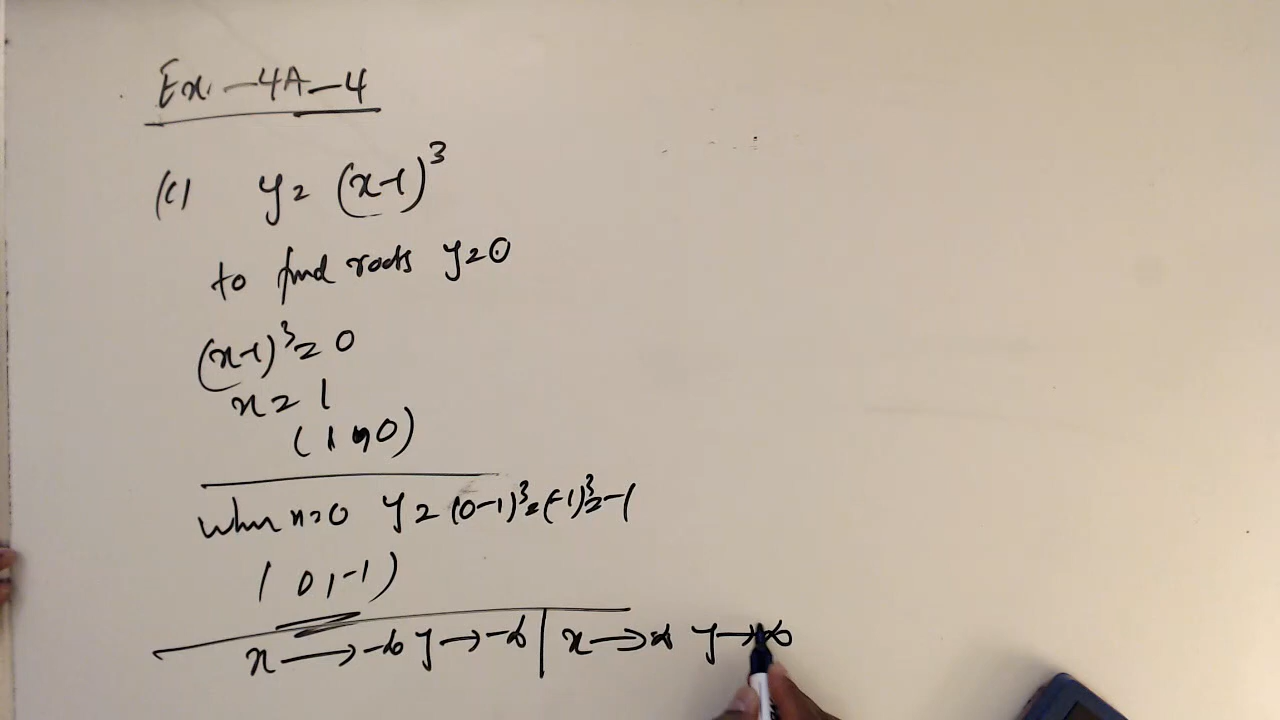 Ex. -4A-4
(c) y = (x-1)³
to find roots y=0
(x-1)³ = 0
x = 1
(1,0)
when x=0 y = (0-1)³=(-1)³=-1
(0,-1)
x → -∞ y → -∞ | x → ∞ y → ∞